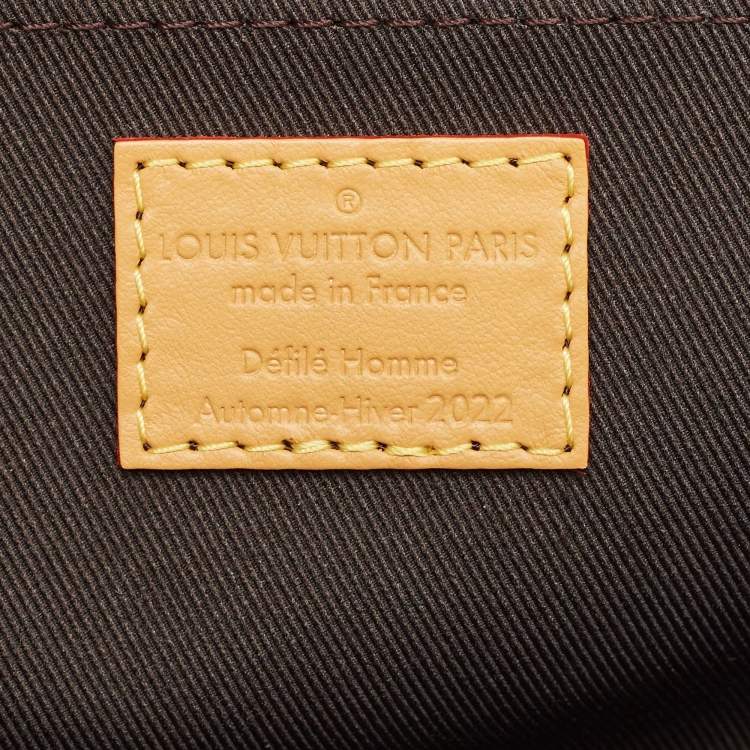 ®
LOUIS VUITTON PARIS
made in France
Défilé Homme
Automne-Hiver 2022